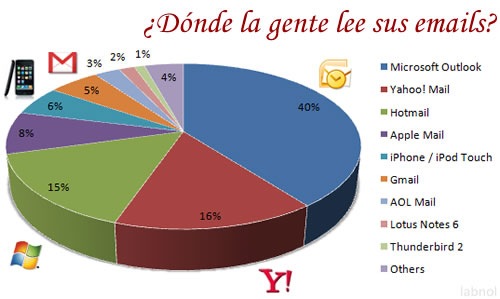 ¿Dónde la gente lee sus emails?
40%
16%
15%
8%
6%
5%
3%
2%
1%
4%
Microsoft Outlook
Yahoo! Mail
Hotmail
Apple Mail
iPhone / iPod Touch
Gmail
AOL Mail
Lotus Notes 6
Thunderbird 2
Others
Y!
labnol